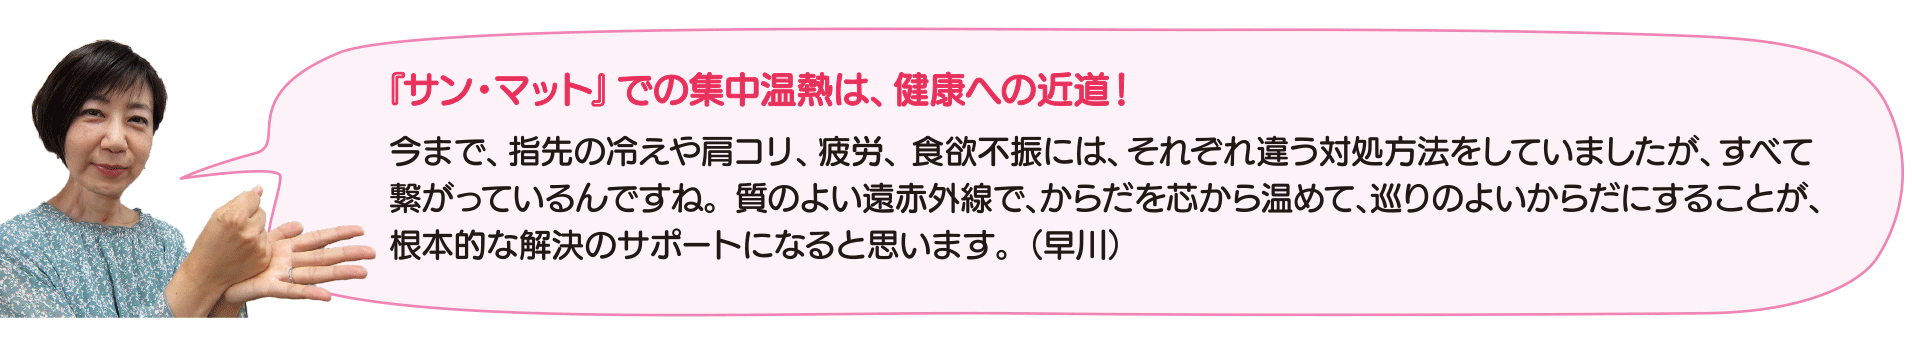 『サン・マット』での集中温熱は、健康への近道！
今まで、指先の冷えや肩コリ、疲労、食欲不振には、それぞれ違う対処方法をしていましたが、すべて
繋がっているんですね。質のよい遠赤外線で、からだを芯から温めて、巡りのよいからだにすることが、
根本的な解決のサポートになると思います。（早川）